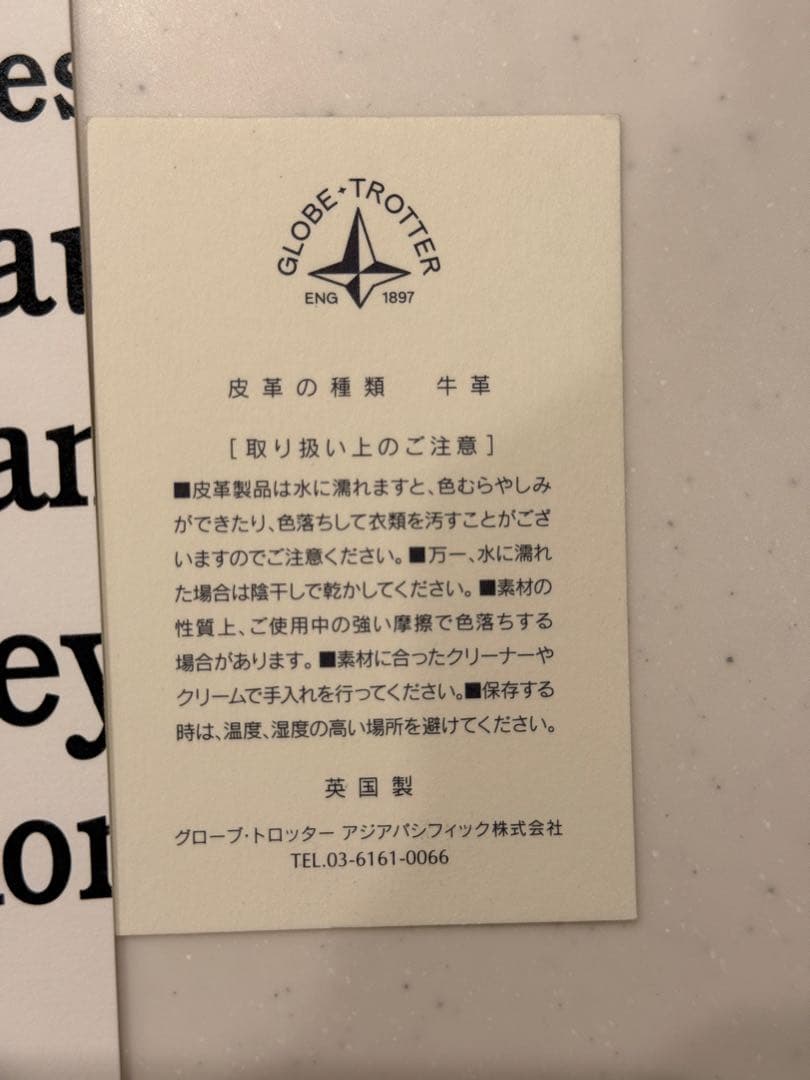 es
au
an
ey
on
GLOBE-TROTTER
ENG 1897
皮革の種類 牛革
[取り扱い上のご注意]
■皮革製品は水に濡れますと、色むらやしみ
ができたり、色落ちして衣類を汚すことがござ
いますのでご注意ください。■万一、水に濡れ
た場合は陰干しで乾かしてください。■素材の
性質上、ご使用中の強い摩擦で色落ちする
場合があります。■素材に合ったクリーナーや
クリームで手入れを行ってください。■保存する
時は、温度、湿度の高い場所を避けてください。
英国製
グローブ・トロッター アジアパシフィック株式会社
TEL.03-6161-0066